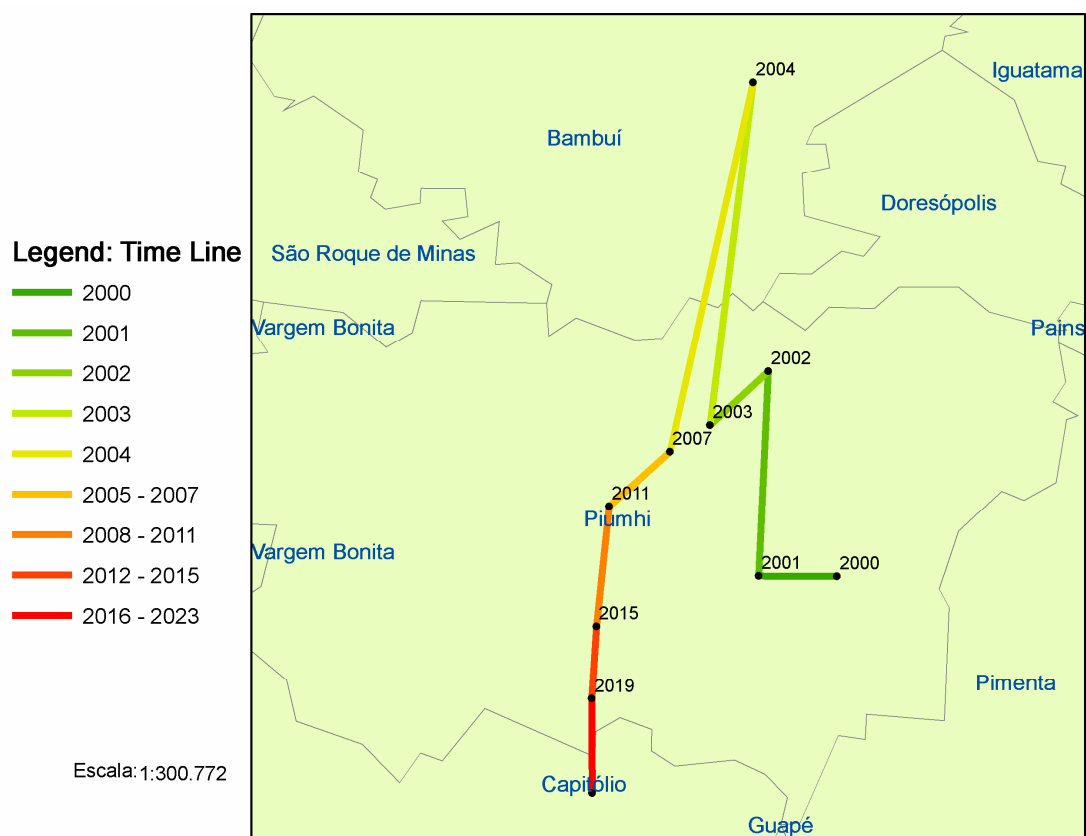 Legend: Time Line
2000
2001
2002
2003
2004
2005 - 2007
2008 - 2011
2012 - 2015
2016 - 2023
Escala: 1:300.772
2004
Iguatama
Bambuí
Doresópolis
São Roque de Minas
Vargem Bonita
Pains
2002
2003
2007
2011
Piumhi
Vargem Bonita
2001
2000
2015
2019
Pimenta
Capitólio
Guapé